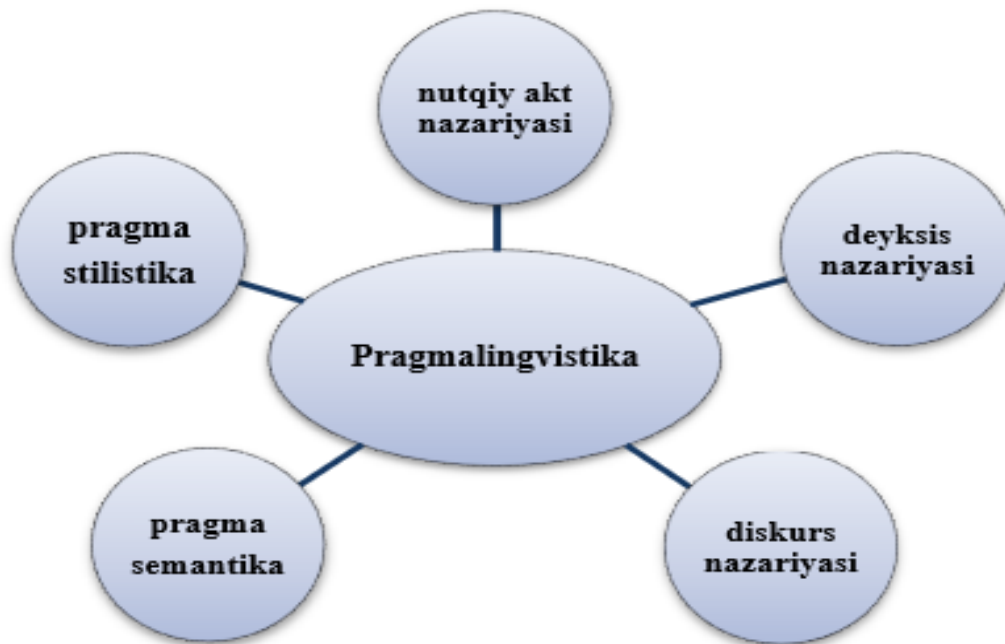 nutqiy akt
nazariyasi
pragma
stilistika
deyksis
nazariyasi
Pragmalingvistika
pragma
semantika
diskurs
nazariyasi